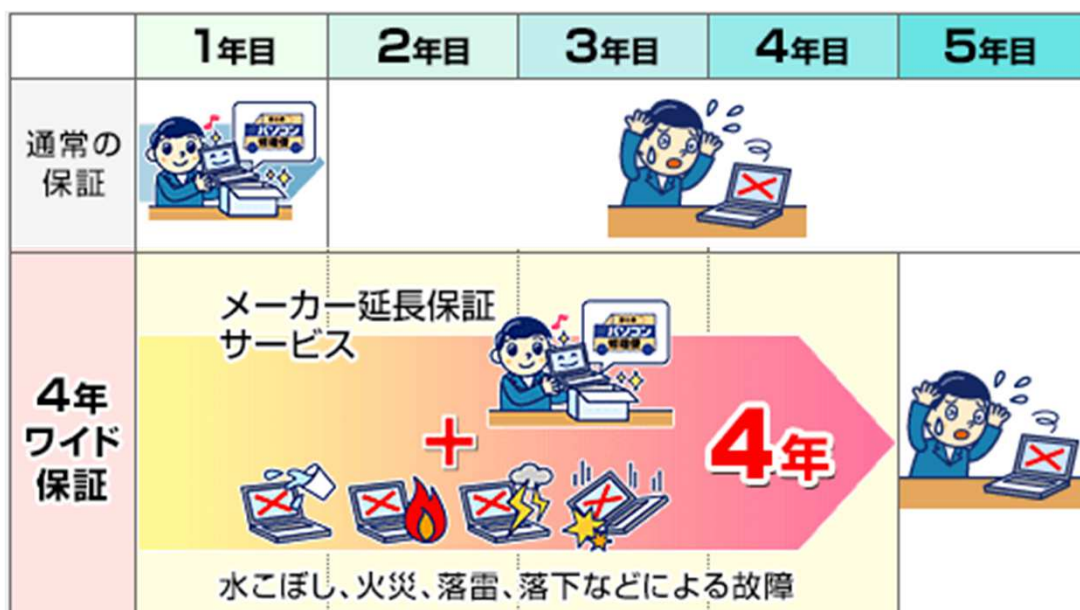 1年目 2年目 3年目 4年目 5年目
通常の
保証
パソコン
メーカー延長保証
サービス
パソコン
4年
ワイド
保証
+
4年
水こぼし、火災、落雷、落下などによる故障